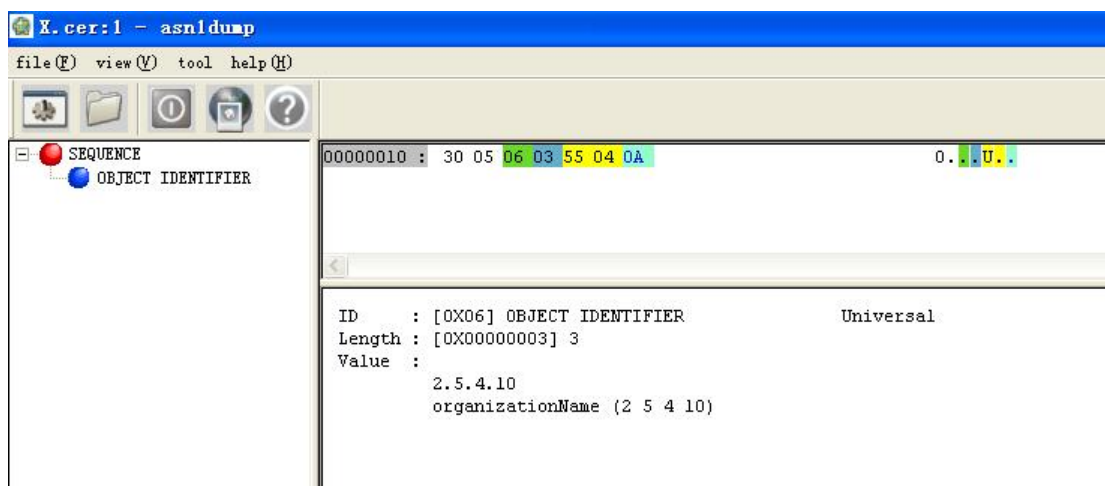 X.cer:1 - asn1dump
file(F) view(V) tool help(H)
SEQUENCE
OBJECT IDENTIFIER
00000010 : 30 05 06 03 55 04 0A 0...U..
ID : [0X06] OBJECT IDENTIFIER Universal
Length : [0X00000003] 3
Value :
2.5.4.10
organizationName (2 5 4 10)